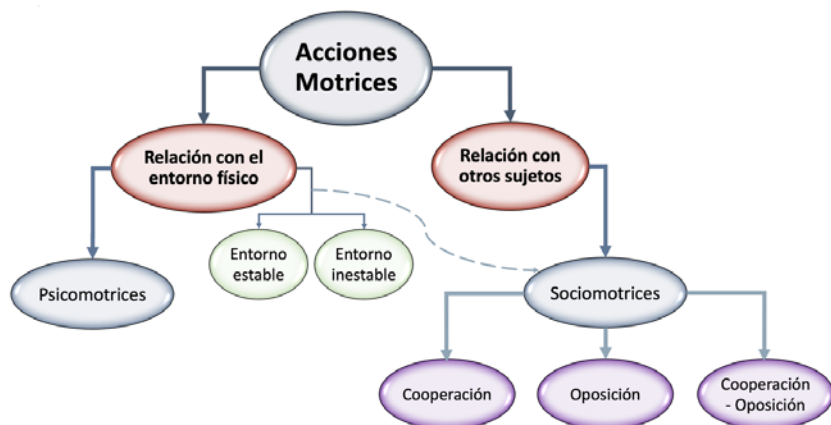 Acciones
Motrices
Relación con el
entorno físico
Relación con
otros sujetos
Entorno
estable
Entorno
inestable
Psicomotrices
Sociomotrices
Cooperación
Oposición
Cooperación
- Oposición